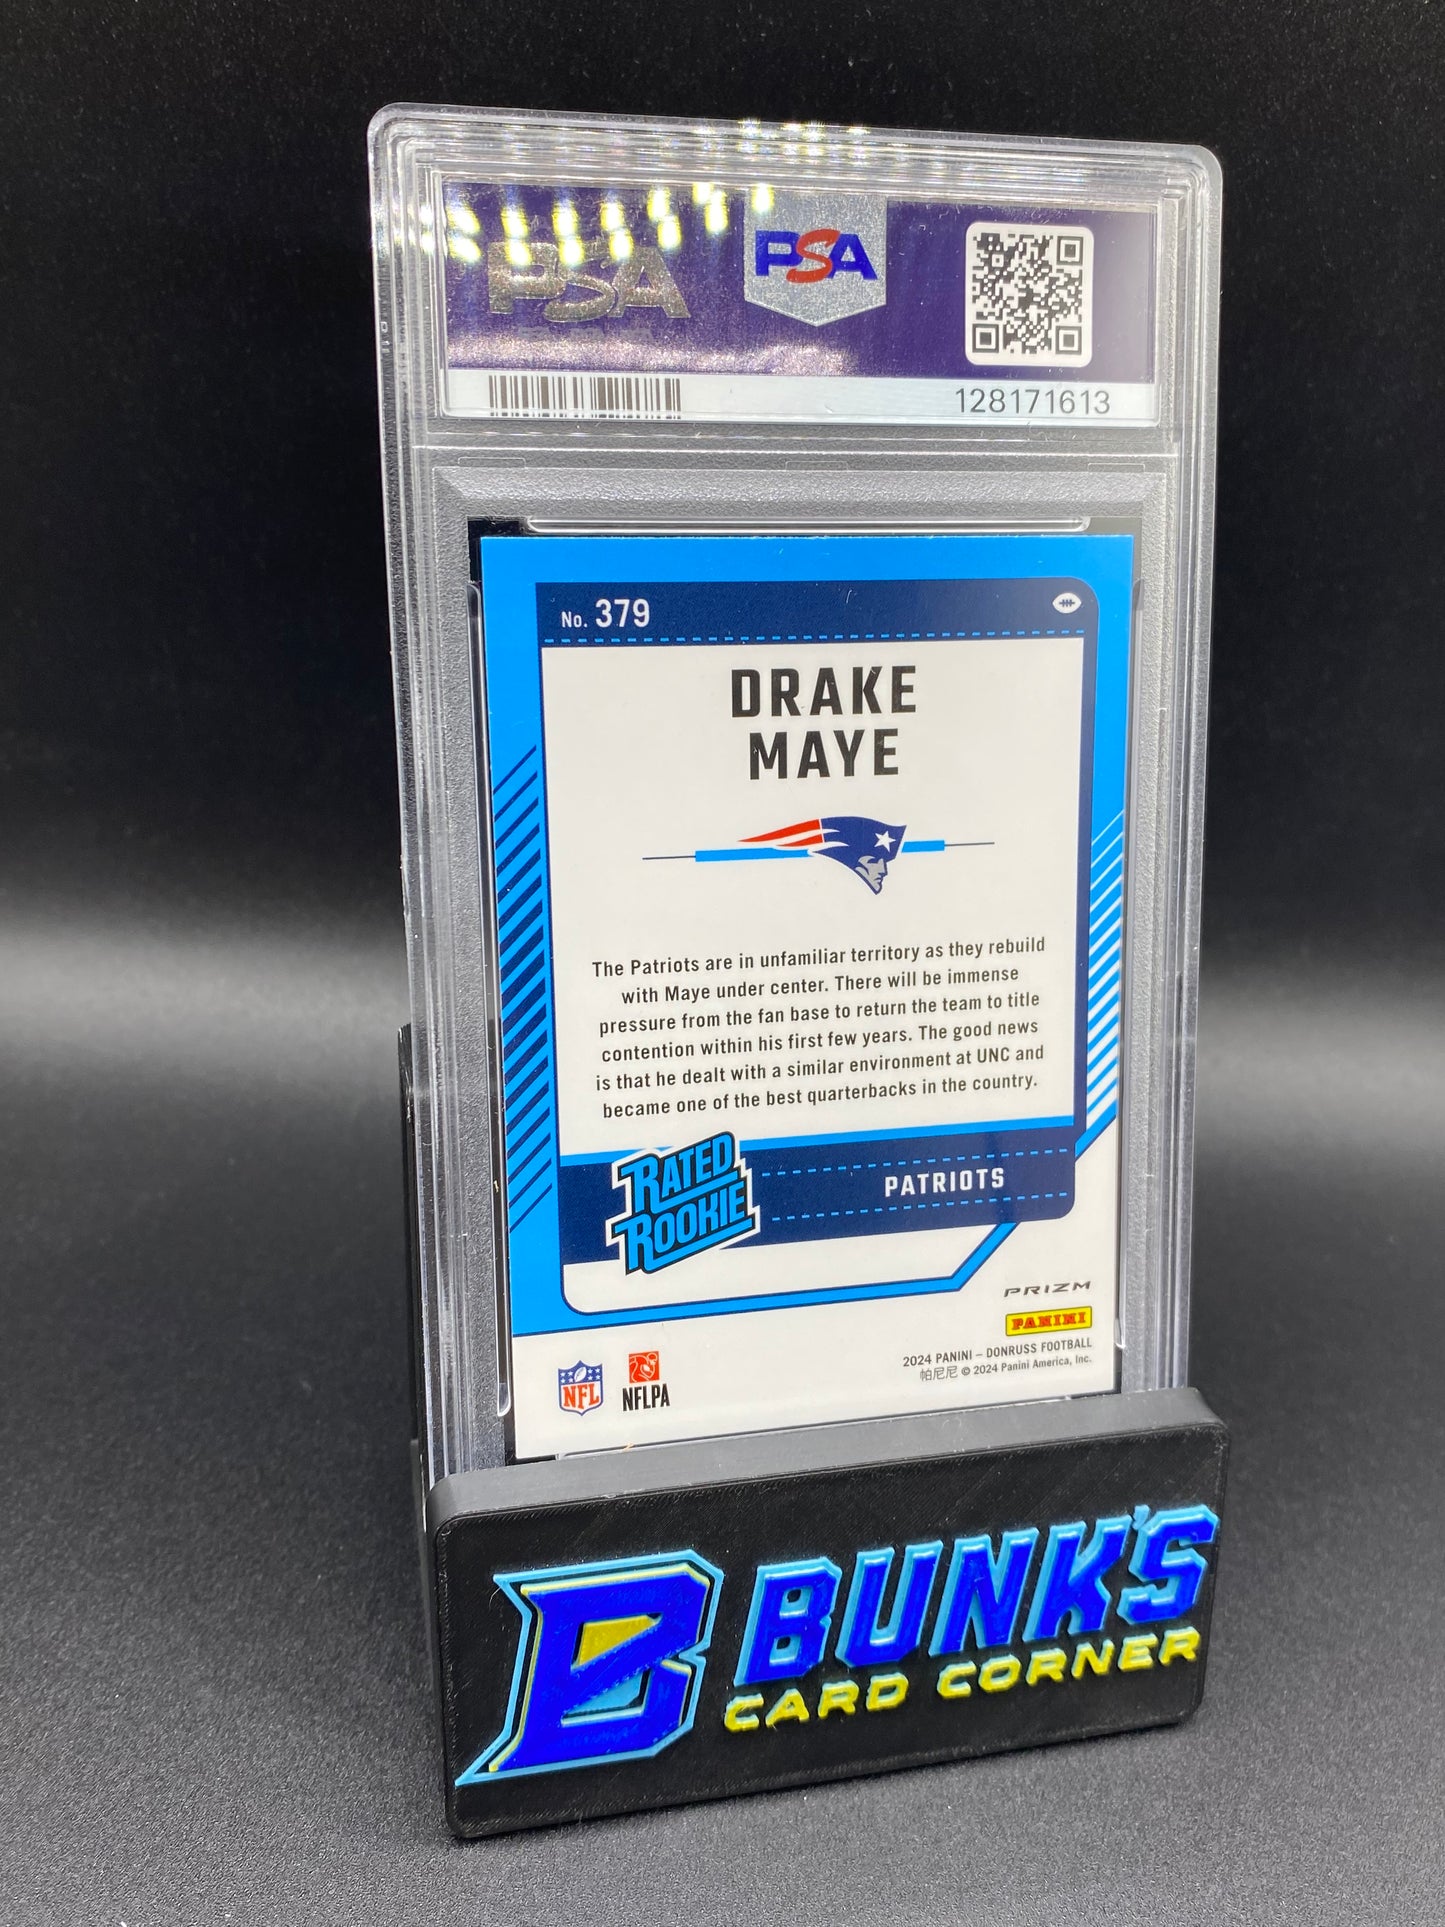 PSA
PSA
128171613
No. 379
DRAKE
MAYE
The Patriots are in unfamiliar territory as they rebuild
with Maye under center. There will be immense
pressure from the fan base to return the team to title
contention within his first few years. The good news
is that he dealt with a similar environment at UNC and
became one of the best quarterbacks in the country.
RATED
ROOKIE
PATRIOTS
PRIZM
PANINI
2024 PANINI – DONRUSS FOOTBALL
帕尼尼 © 2024 Panini America, Inc.
NFL
NFLPA
B
BUNK'S
CARD CORNER